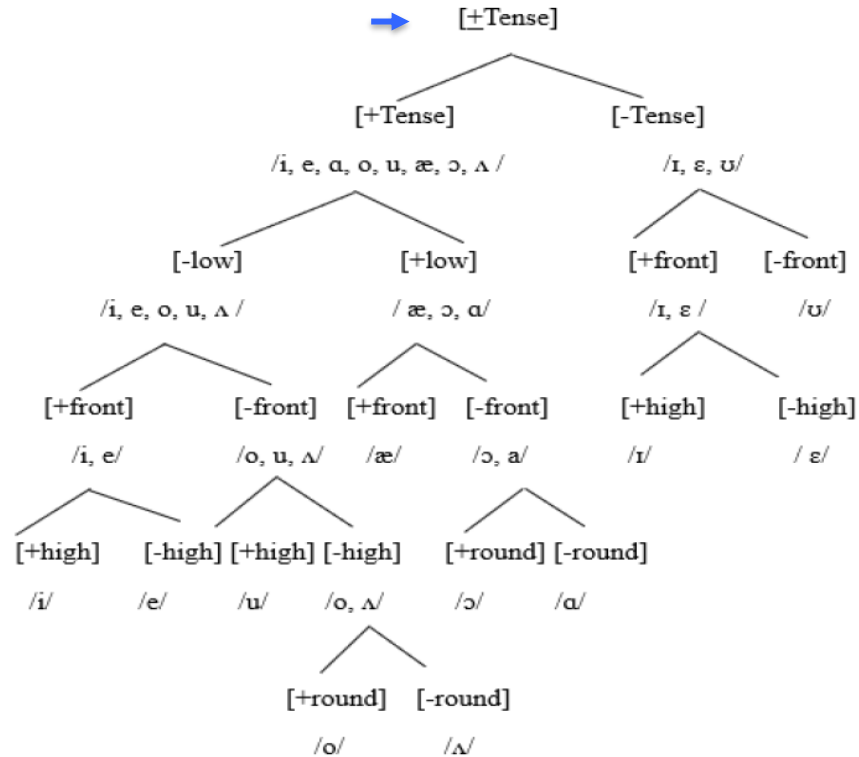 [±Tense]
[+Tense] [-Tense]
/i, e, ɑ, o, u, æ, ɔ, ʌ / /ɪ, ɛ, ʊ/
[-low] [+low] [+front] [-front]
/i, e, o, u, ʌ / / æ, ɔ, ɑ/ /ɪ, ɛ / /ʊ/
[+front] [-front] [+front] [-front] [+high] [-high]
/i, e/ /o, u, ʌ/ /æ/ /ɔ, a/ /ɪ/ / ɛ/
[+high] [-high] [+high] [-high] [+round] [-round]
/i/ /e/ /u/ /o, ʌ/ /ɔ/ /ɑ/
[+round] [-round]
/o/ /ʌ/